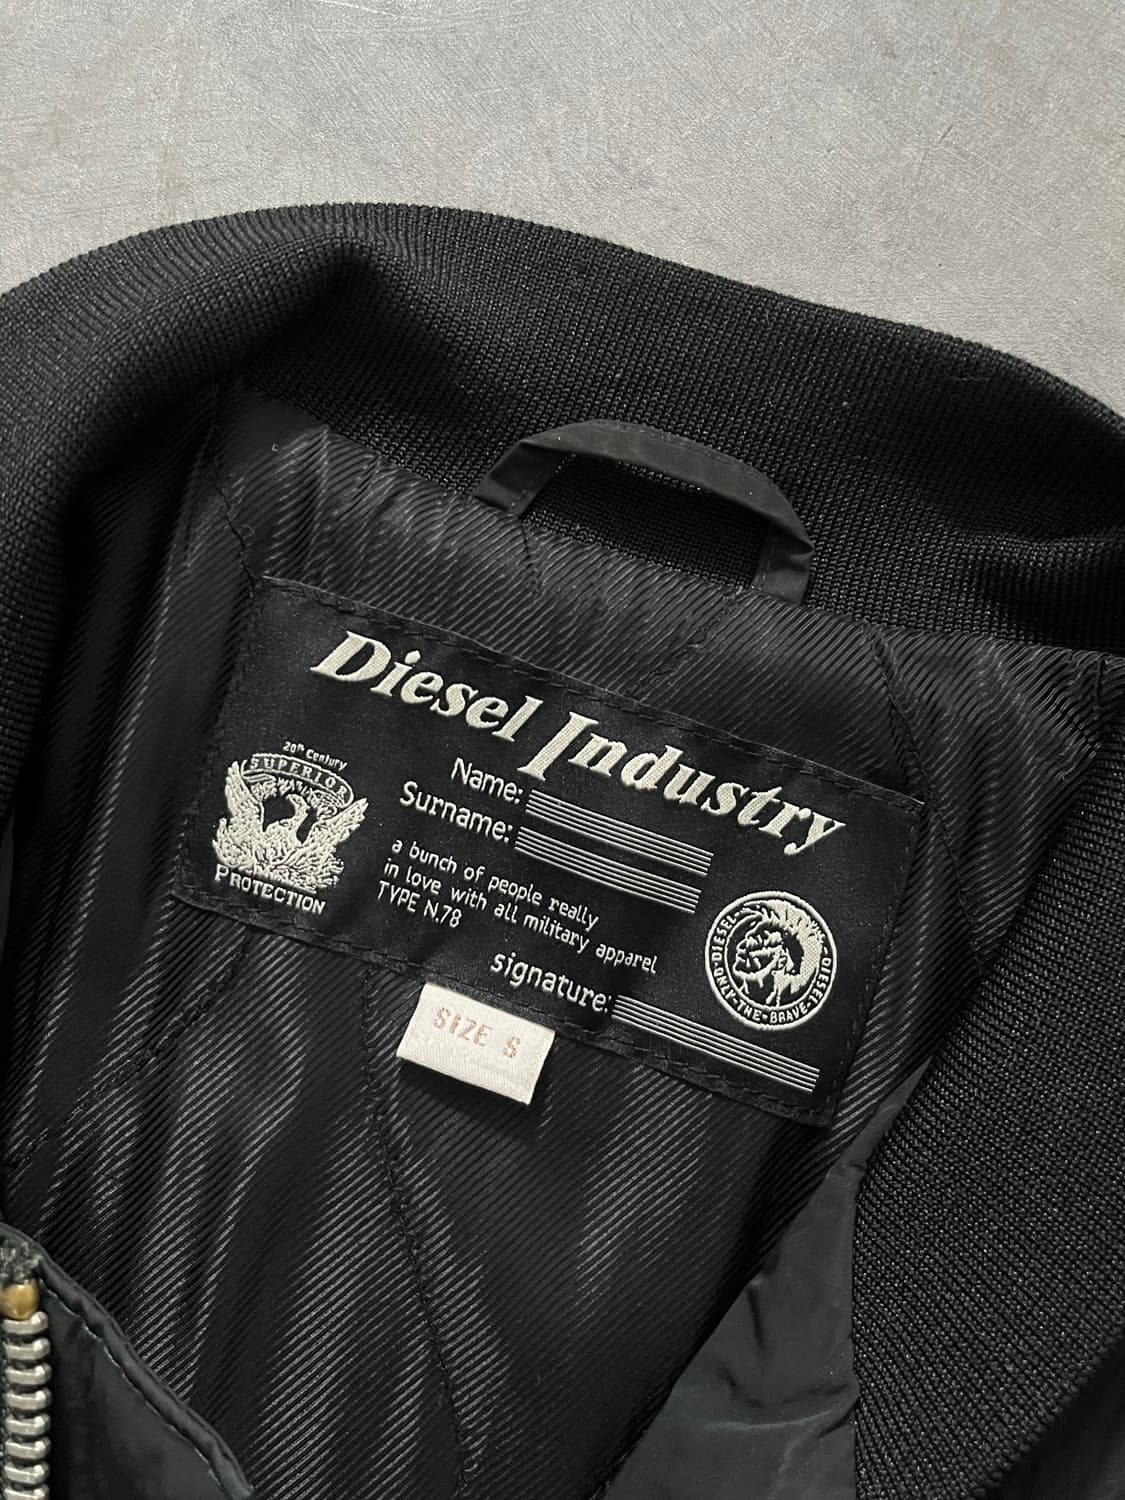 Diesel Industry
Name:
Surname:
20th Century
SUPERIOR
PROTECTION
a bunch of people really
in love with all military apparel
TYPE N.78
signature:
DIESEL
DIESEL
ONLY-THE-BRAVE
SIZE S